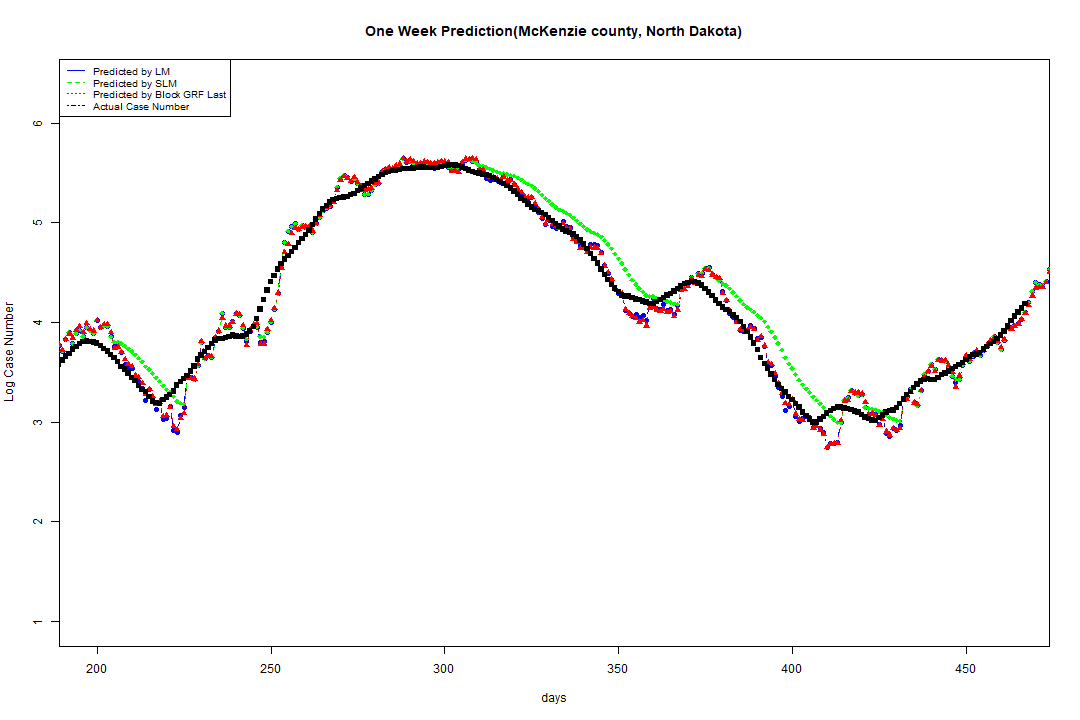 One Week Prediction(McKenzie county, North Dakota)
Predicted by LM
Predicted by SLM
Predicted by Block GRF Last
Actual Case Number
6
5
4
3
2
1
Log Case Number
200 250 300 350 400 450
days